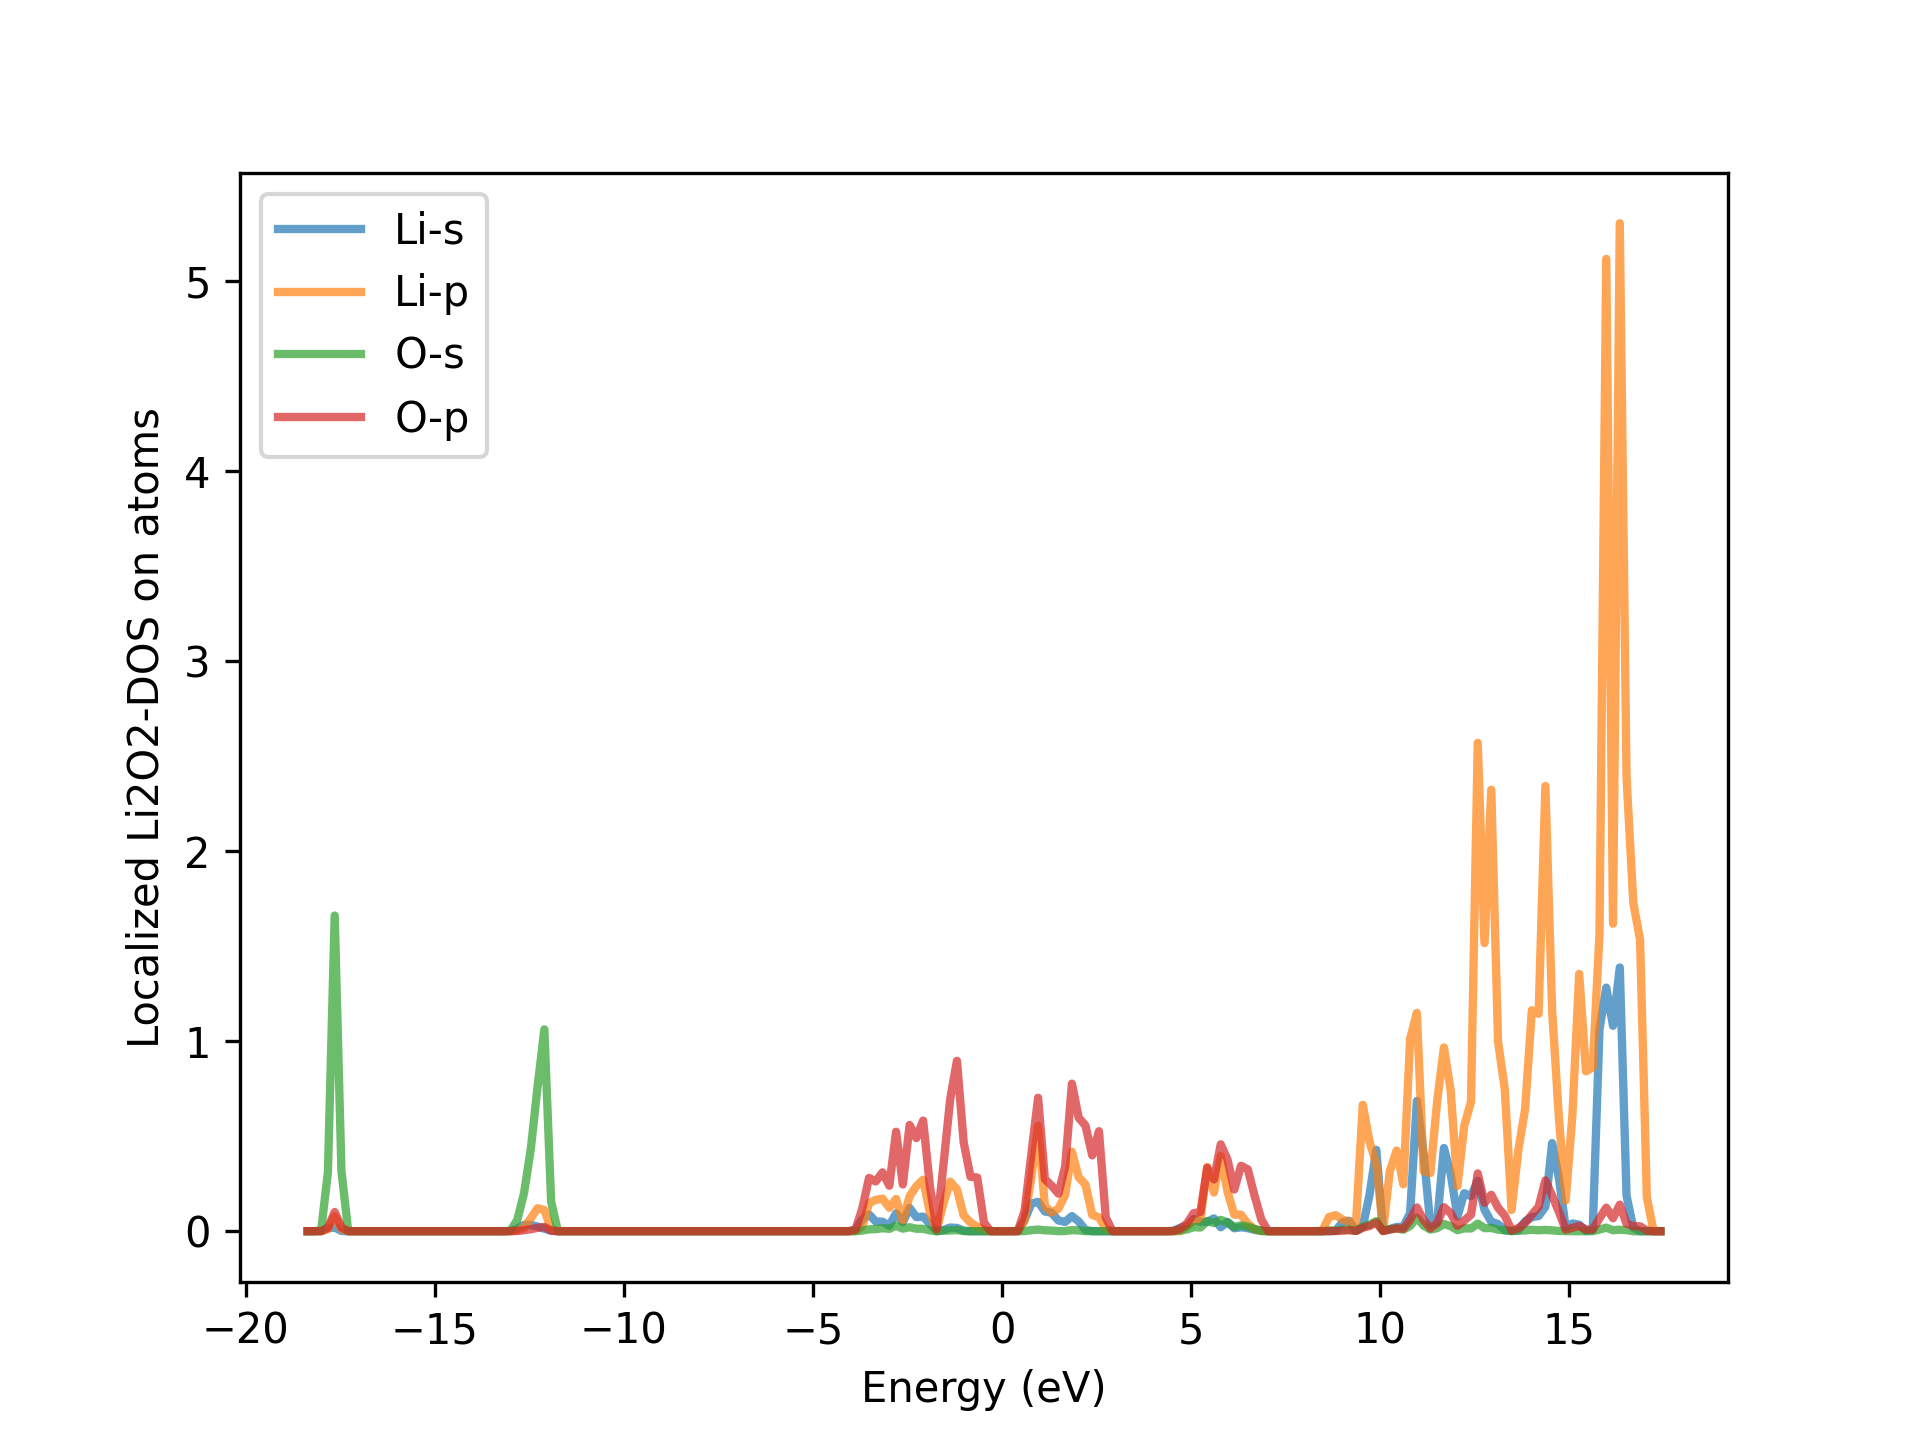 Li-s
Li-p
O-s
O-p
Localized Li2O2-DOS on atoms
5
4
3
2
1
0
−20 −15 −10 −5 0 5 10 15
Energy (eV)